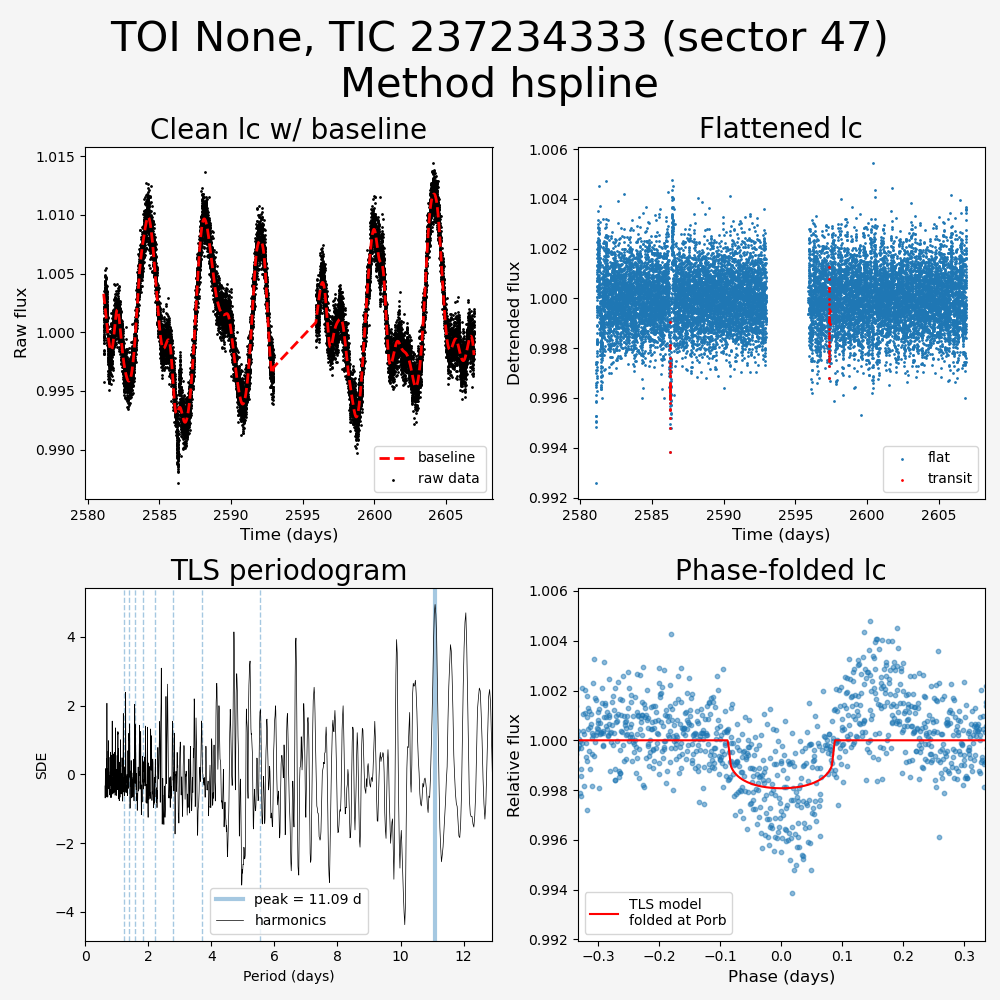 TOI None, TIC 237234333 (sector 47)
Method hspline
Clean lc w/ baseline
Raw flux
1.015
1.010
1.005
1.000
0.995
0.990
baseline
raw data
2580
2585
2590
2595
2600
2605
Time (days)
Flattened lc
Detrended flux
1.006
1.004
1.002
1.000
0.998
0.996
0.994
0.992
flat
transit
2580
2585
2590
2595
2600
2605
Time (days)
TLS periodogram
SDE
4
2
0
−2
−4
peak = 11.09 d
harmonics
0
2
4
6
8
10
12
Period (days)
Phase-folded lc
Relative flux
1.006
1.004
1.002
1.000
0.998
0.996
0.994
0.992
TLS model
folded at Porb
−0.3
−0.2
−0.1
0.0
0.1
0.2
0.3
Phase (days)